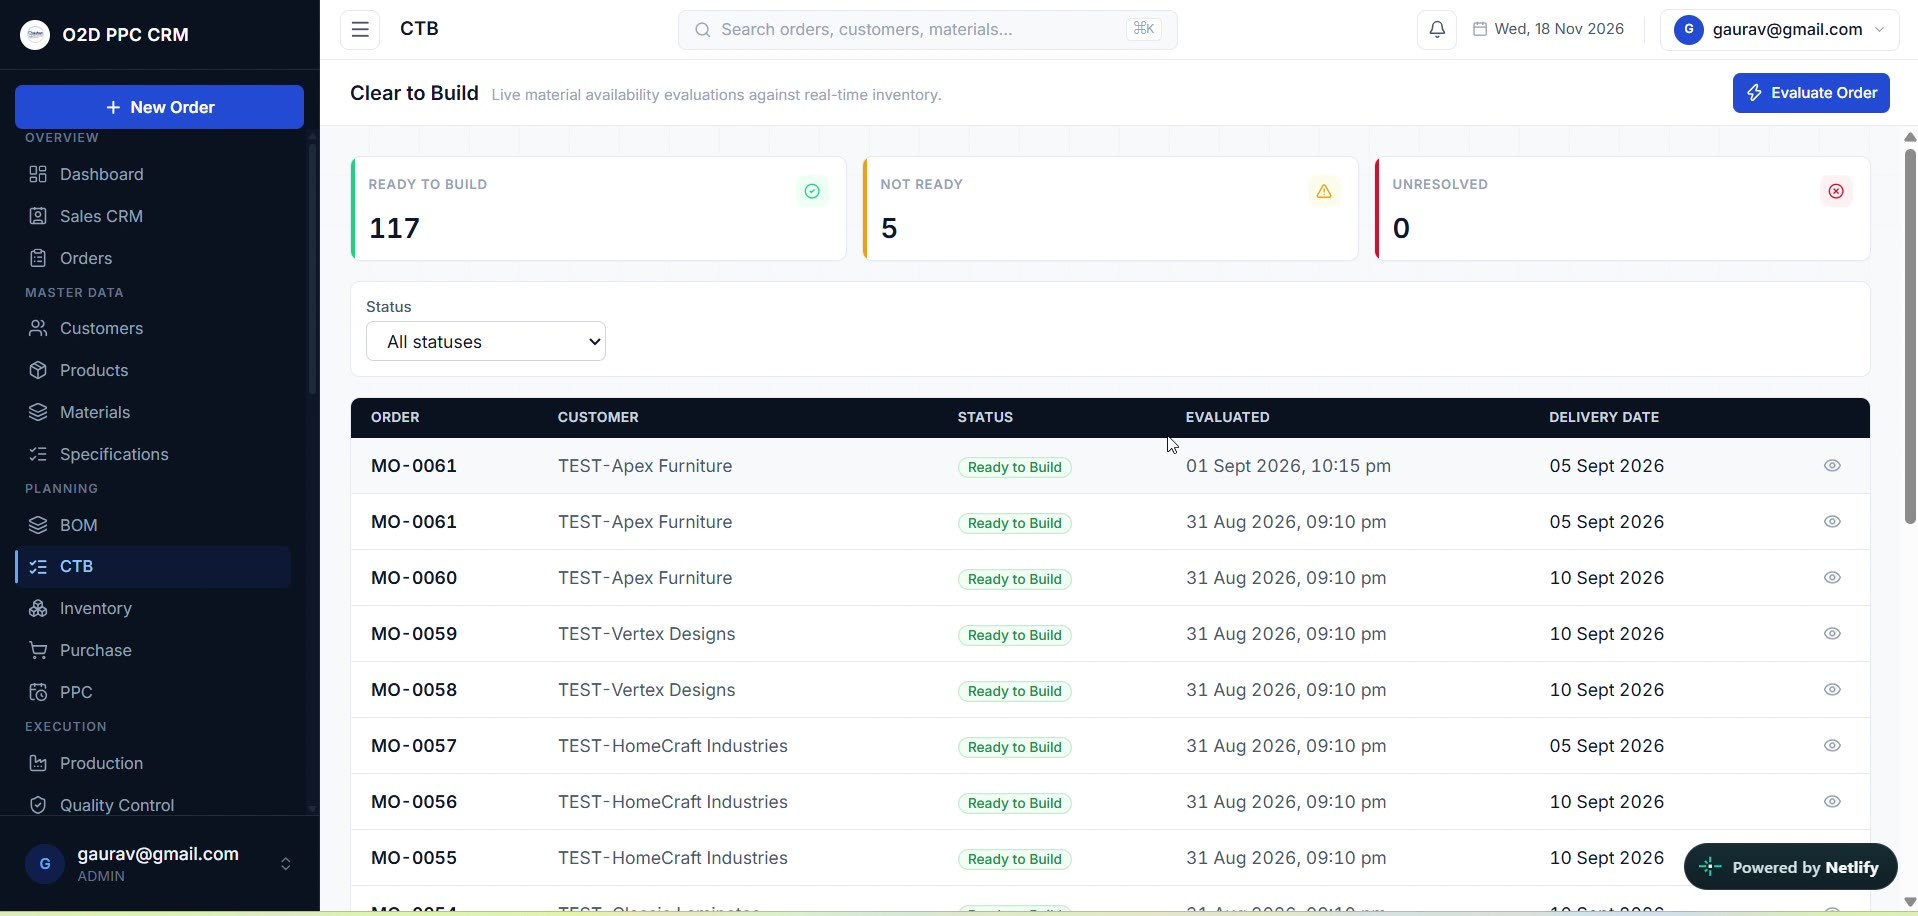 O2D PPC CRM
CTB
Search orders, customers, materials... ⌘K
Wed, 18 Nov 2026
G gaurav@gmail.com
+ New Order
OVERVIEW
Dashboard
Sales CRM
Orders
MASTER DATA
Customers
Products
Materials
Specifications
PLANNING
BOM
CTB
Inventory
Purchase
PPC
EXECUTION
Production
Quality Control
G gaurav@gmail.com
ADMIN
Clear to Build Live material availability evaluations against real-time inventory.
Evaluate Order
READY TO BUILD
117
NOT READY
5
UNRESOLVED
0
Status
All statuses
ORDER CUSTOMER STATUS EVALUATED DELIVERY DATE
MO-0061 TEST-Apex Furniture Ready to Build 01 Sept 2026, 10:15 pm 05 Sept 2026
MO-0061 TEST-Apex Furniture Ready to Build 31 Aug 2026, 09:10 pm 05 Sept 2026
MO-0060 TEST-Apex Furniture Ready to Build 31 Aug 2026, 09:10 pm 10 Sept 2026
MO-0059 TEST-Vertex Designs Ready to Build 31 Aug 2026, 09:10 pm 10 Sept 2026
MO-0058 TEST-Vertex Designs Ready to Build 31 Aug 2026, 09:10 pm 10 Sept 2026
MO-0057 TEST-HomeCraft Industries Ready to Build 31 Aug 2026, 09:10 pm 05 Sept 2026
MO-0056 TEST-HomeCraft Industries Ready to Build 31 Aug 2026, 09:10 pm 10 Sept 2026
MO-0055 TEST-HomeCraft Industries Ready to Build 31 Aug 2026, 09:10 pm 10 Sept 2026
Powered by Netlify